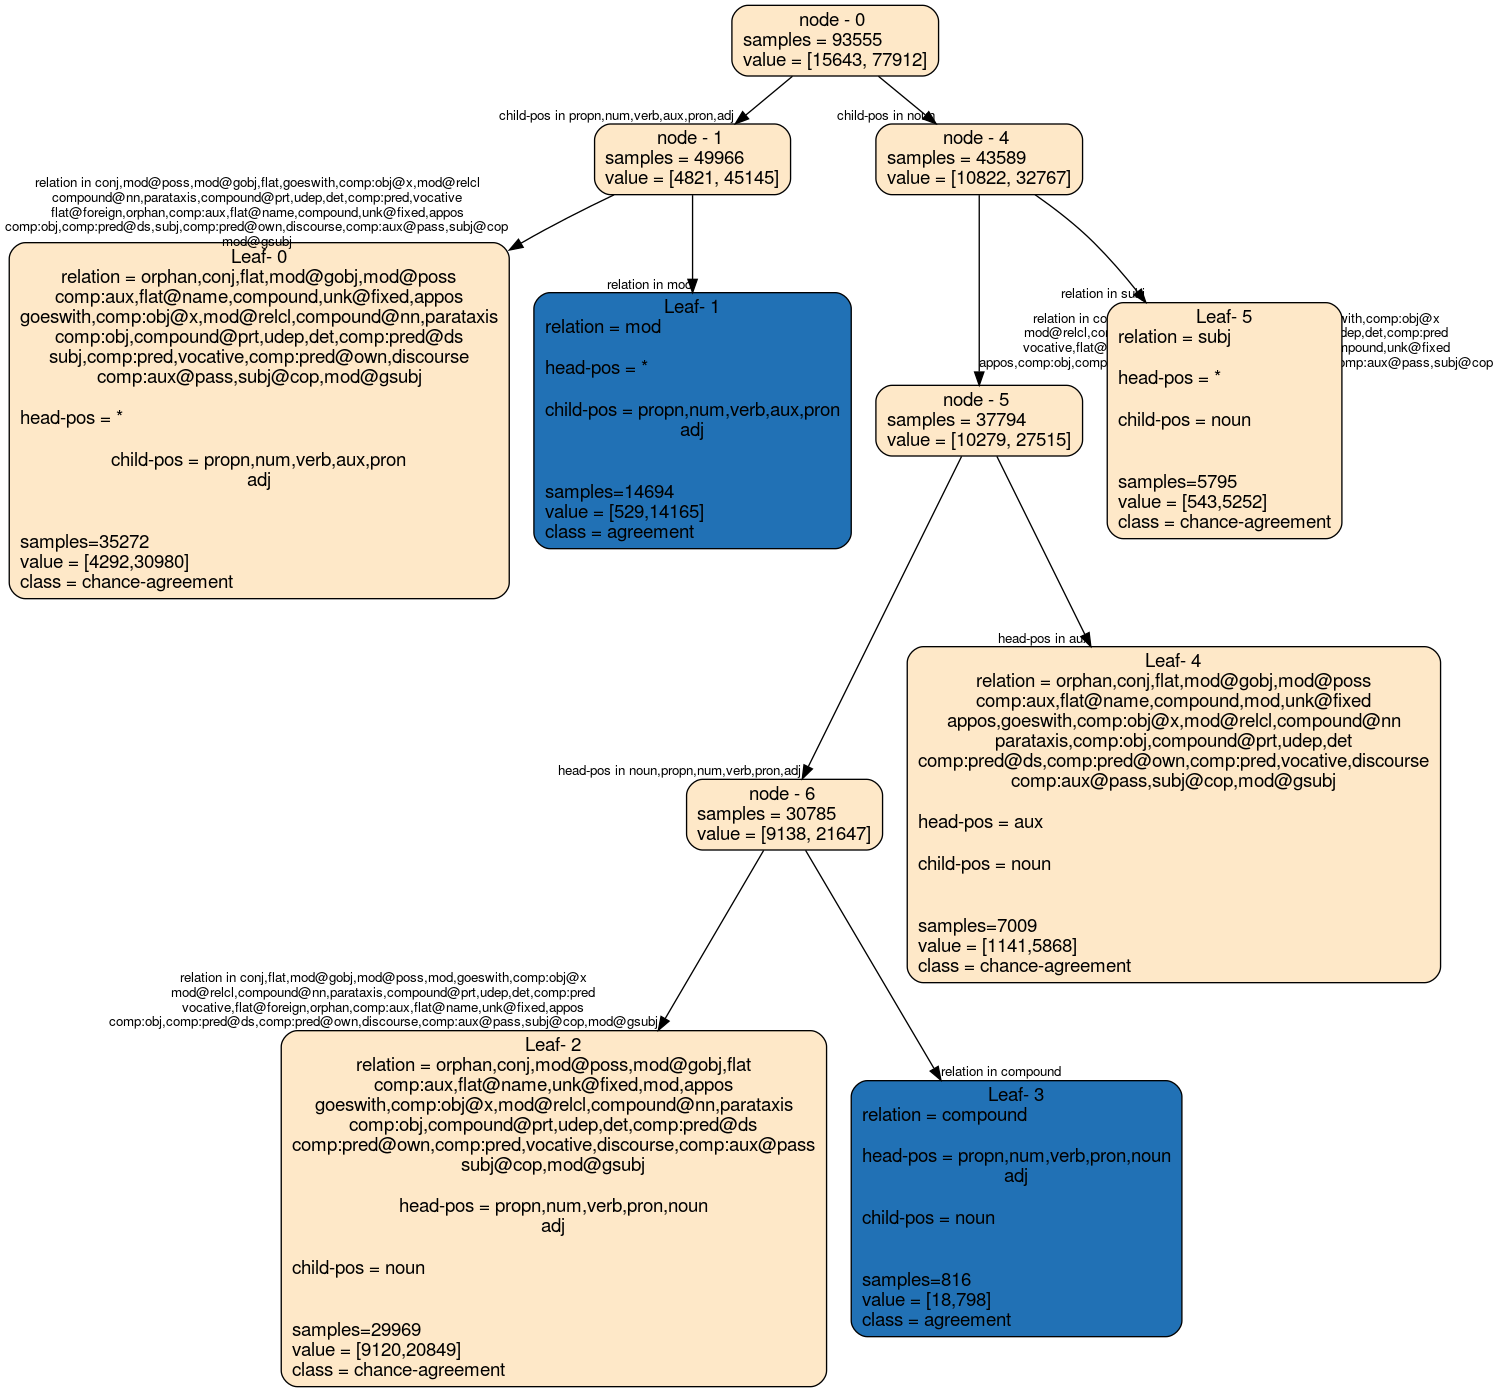 node - 0
samples = 93555
value = [15643, 77912]
child-pos in propn,num,verb,aux,pron,adj
child-pos in noun
node - 1
samples = 49966
value = [4821, 45145]
node - 4
samples = 43589
value = [10822, 32767]
relation in conj,mod@poss,mod@gobj,flat,goeswith,comp:obj@x,mod@relcl
compound@nn,parataxis,compound@prt,udep,det,comp:pred,vocative
flat@foreign,orphan,comp:aux,flat@name,compound,unk@fixed,appos
comp:obj,comp:pred@ds,subj,comp:pred@own,discourse,comp:aux@pass,subj@cop
mod@gsubj
Leaf- 0
relation = orphan,conj,flat,mod@gobj,mod@poss
comp:aux,flat@name,compound,unk@fixed,appos
goeswith,comp:obj@x,mod@relcl,compound@nn,parataxis
comp:obj,compound@prt,udep,det,comp:pred@ds
subj,comp:pred,vocative,comp:pred@own,discourse
comp:aux@pass,subj@cop,mod@gsubj
head-pos = *
child-pos = propn,num,verb,aux,pron
adj
samples=35272
value = [4292,30980]
class = chance-agreement
relation in mod
Leaf- 1
relation = mod
head-pos = *
child-pos = propn,num,verb,aux,pron
adj
samples=14694
value = [529,14165]
class = agreement
relation in subj
relation in
with,comp:obj@x
mod@relcl
det,comp:pred
vocative
unk@fixed
appos,comp:obj
comp:aux@pass,subj@cop
Leaf- 5
relation = subj
head-pos = *
child-pos = noun
samples=5795
value = [543,5252]
class = chance-agreement
node - 5
samples = 37794
value = [10279, 27515]
head-pos in noun,propn,num,verb,pron,adj
head-pos in aux
node - 6
samples = 30785
value = [9138, 21647]
Leaf- 4
relation = orphan,conj,flat,mod@gobj,mod@poss
comp:aux,flat@name,compound,mod,unk@fixed
appos,goeswith,comp:obj@x,mod@relcl,compound@nn
parataxis,comp:obj,compound@prt,udep,det
comp:pred@ds,comp:pred@own,comp:pred,vocative,discourse
comp:aux@pass,subj@cop,mod@gsubj
head-pos = aux
child-pos = noun
samples=7009
value = [1141,5868]
class = chance-agreement
relation in conj,flat,mod@gobj,mod@poss,mod,goeswith,comp:obj@x
mod@relcl,compound@nn,parataxis,compound@prt,udep,det,comp:pred
vocative,flat@foreign,orphan,comp:aux,flat@name,unk@fixed,appos
comp:obj,comp:pred@ds,comp:pred@own,discourse,comp:aux@pass,subj@cop,mod@gsubj
Leaf- 2
relation = orphan,conj,mod@poss,mod@gobj,flat
comp:aux,flat@name,unk@fixed,mod,appos
goeswith,comp:obj@x,mod@relcl,compound@nn,parataxis
comp:obj,compound@prt,udep,det,comp:pred@ds
comp:pred@own,comp:pred,vocative,discourse,comp:aux@pass
subj@cop,mod@gsubj
head-pos = propn,num,verb,pron,noun
adj
child-pos = noun
samples=29969
value = [9120,20849]
class = chance-agreement
relation in compound
Leaf- 3
relation = compound
head-pos = propn,num,verb,pron,noun
adj
child-pos = noun
samples=816
value = [18,798]
class = agreement